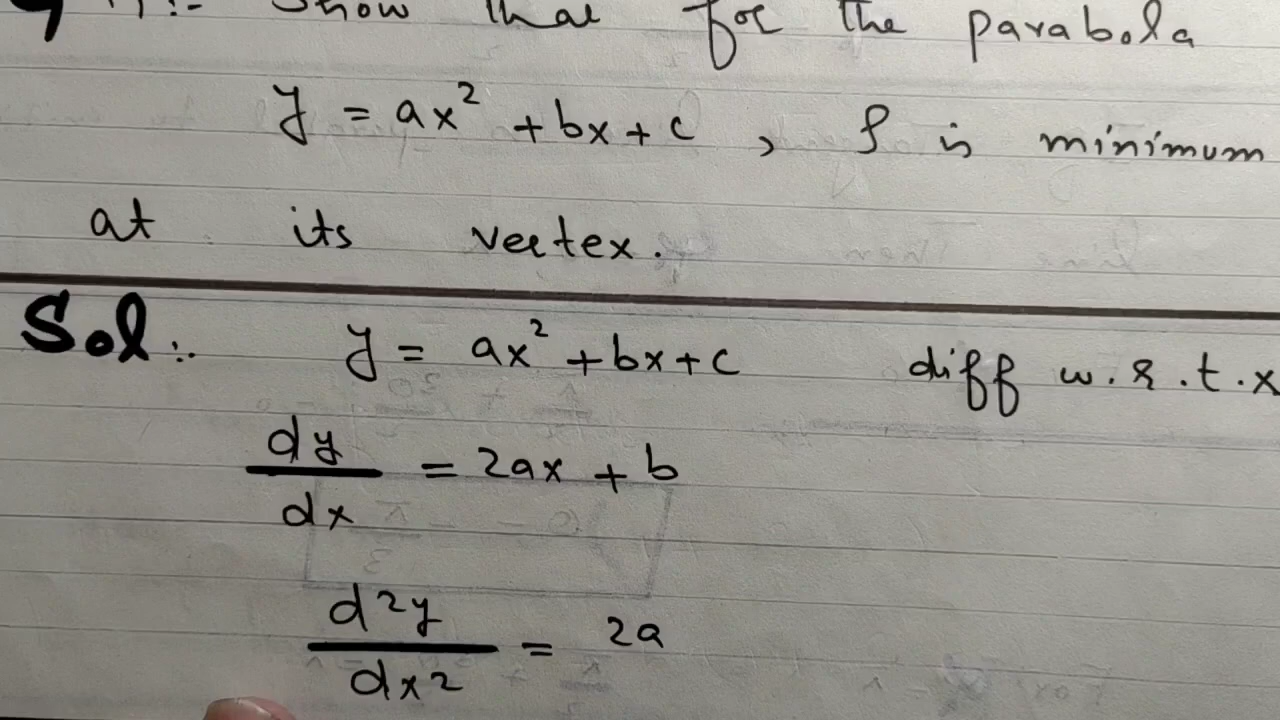 Show that for the parabola
y = ax² + bx + c , ρ is minimum
at its vertex.
Sol:. y = ax² + bx + c diff w.r.t.x
dy/dx = 2ax + b
d²y/dx² = 2a